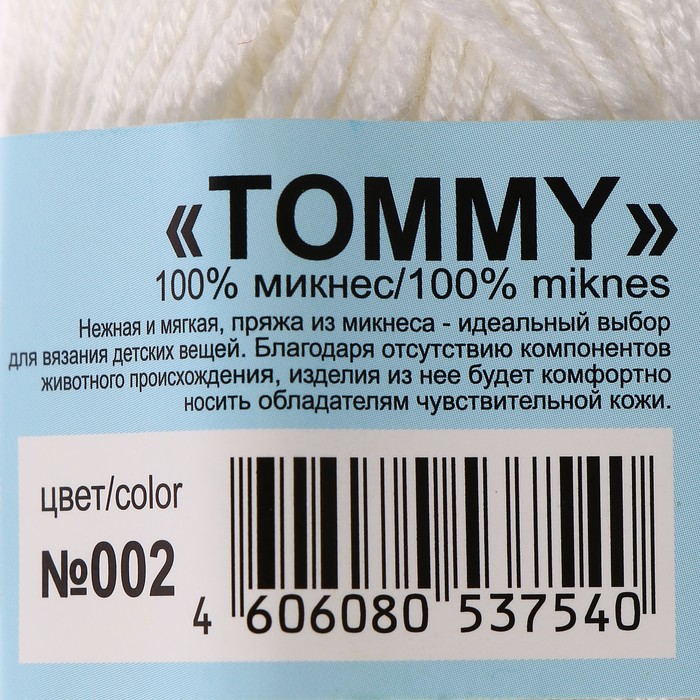 «TOMMY»
100% микнес/100% miknes
Нежная и мягкая, пряжа из микнеса - идеальный выбор
для вязания детских вещей. Благодаря отсутствию компонентов
животного происхождения, изделия из нее будет комфортно
носить обладателям чувствительной кожи.
цвет/color
№002
4 606080 537540